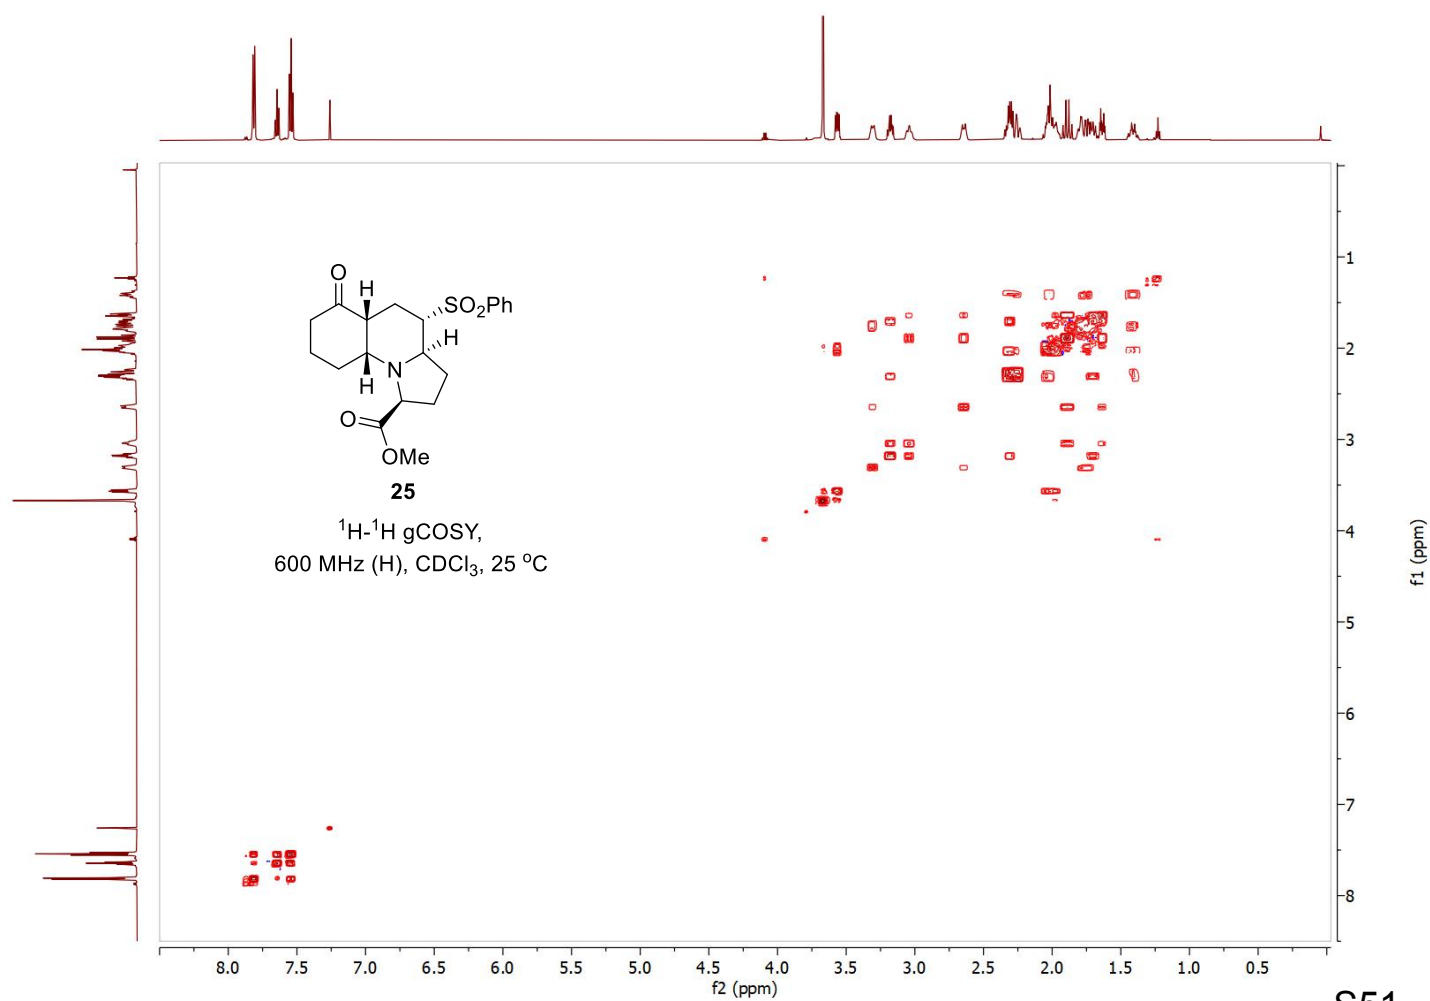 O
H
SO2Ph
H
N
H
O
OMe
25
¹H-¹H gCOSY,
600 MHz (H), CDCl₃, 25 °C
1
2
3
4
5
6
7
8
f1 (ppm)
8.0 7.5 7.0 6.5 6.0 5.5 5.0 4.5 4.0 3.5 3.0 2.5 2.0 1.5 1.0 0.5
f2 (ppm)
S51